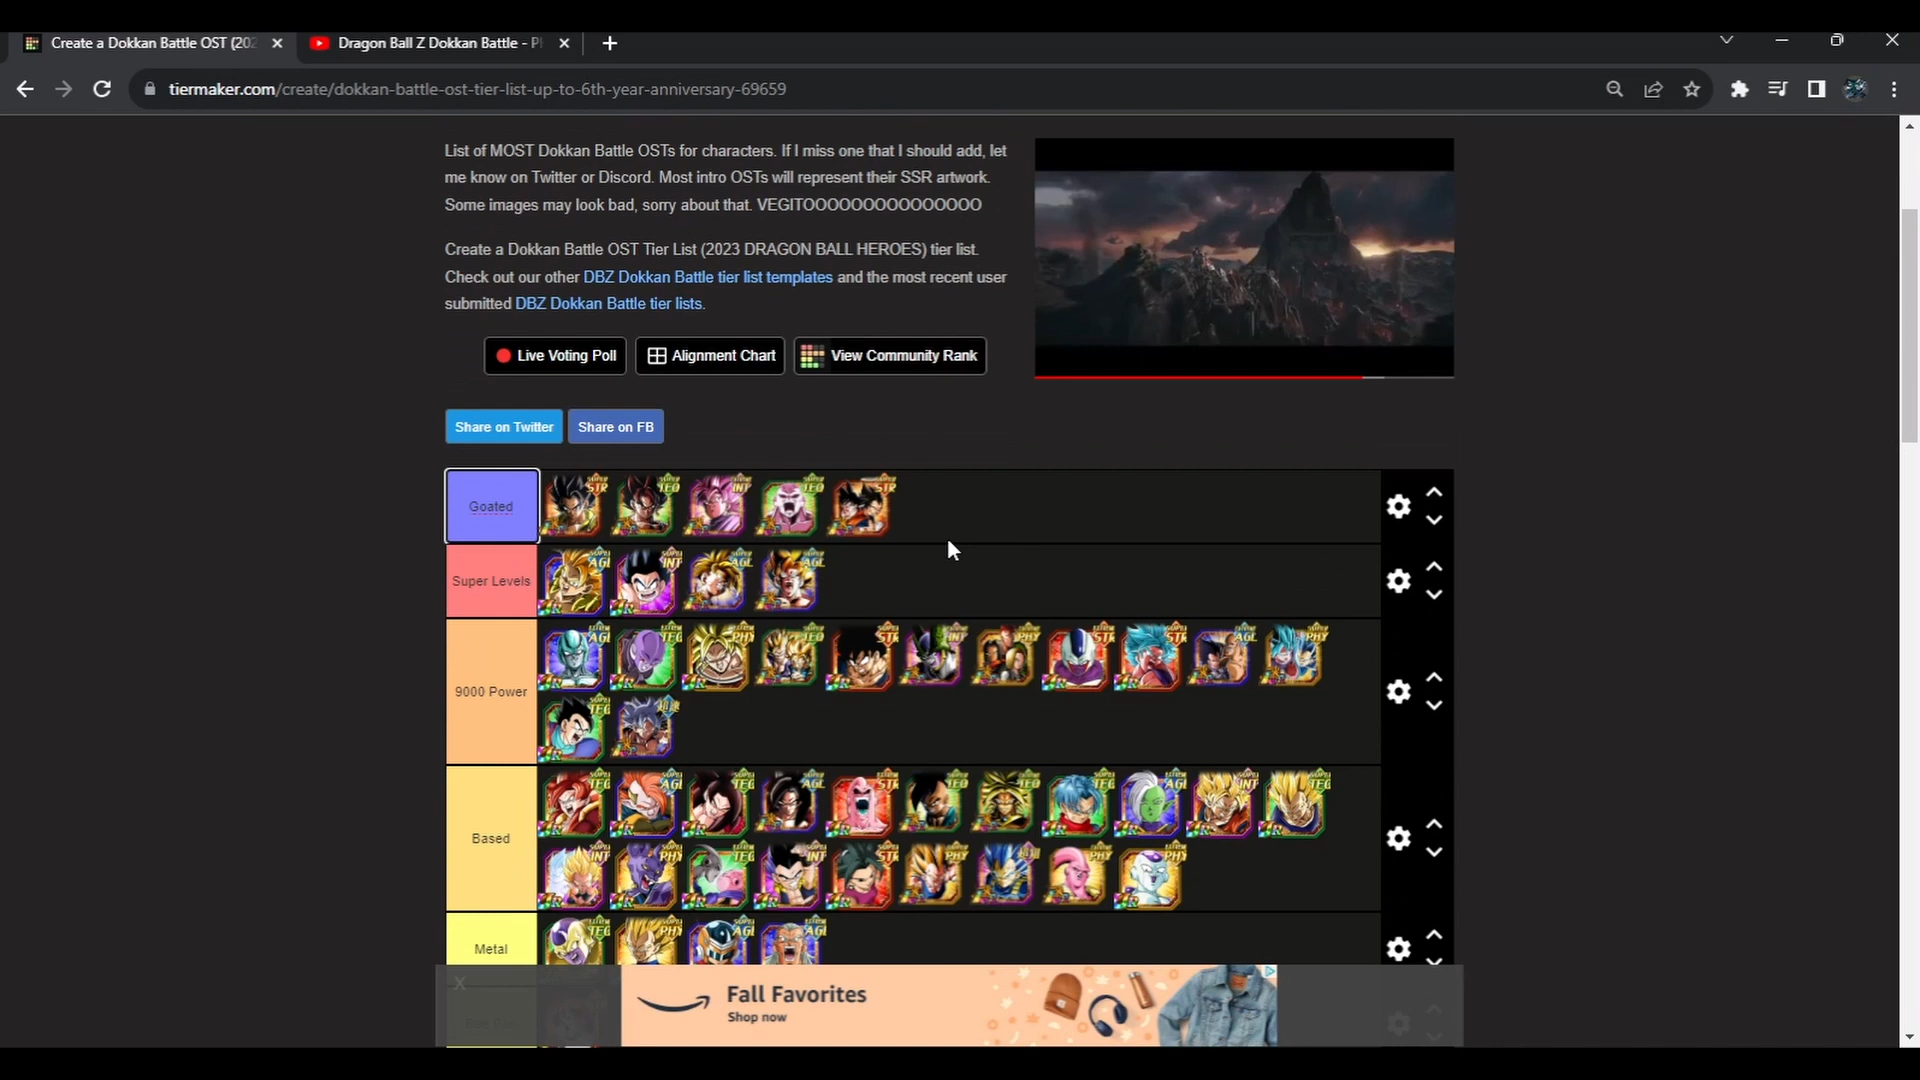 Create a Dokkan Battle OST (202
Dragon Ball Z Dokkan Battle - P
tiermaker.com/create/dokkan-battle-ost-tier-list-up-to-6th-year-anniversary-69659
List of MOST Dokkan Battle OSTs for characters. If I miss one that I should add, let
me know on Twitter or Discord. Most intro OSTs will represent their SSR artwork.
Some images may look bad, sorry about that. VEGITOOOOOOOOOOOOOOO
Create a Dokkan Battle OST Tier List (2023 DRAGON BALL HEROES) tier list.
Check out our other DBZ Dokkan Battle tier list templates and the most recent user
submitted DBZ Dokkan Battle tier lists.
Live Voting Poll
Alignment Chart
View Community Rank
Share on Twitter
Share on FB
Goated
Super Levels
9000 Power
Based
Metal
X
Fall Favorites
Shop now